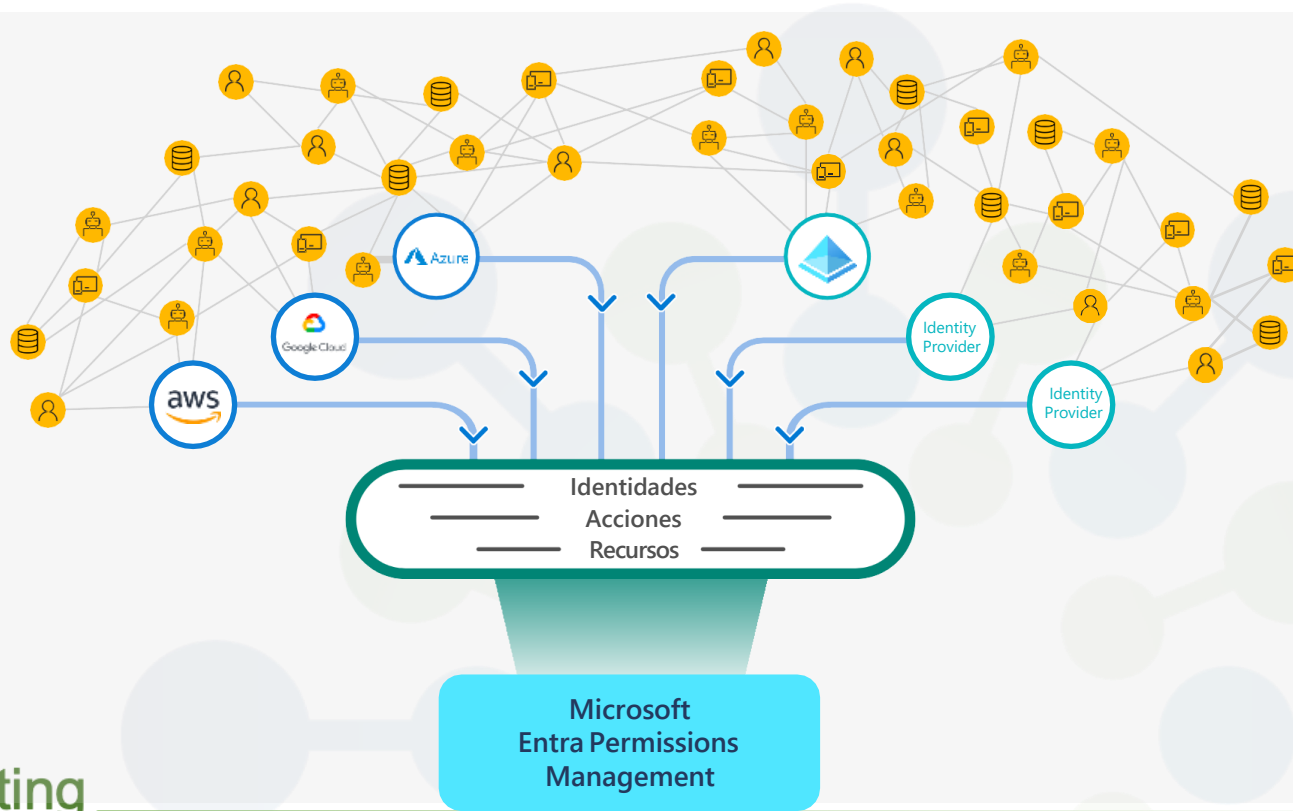 Azure
Google Cloud
Identity
Provider
aws
Identity
Provider
Identidades
Acciones
Recursos
Microsoft
Entra Permissions
Management
ting